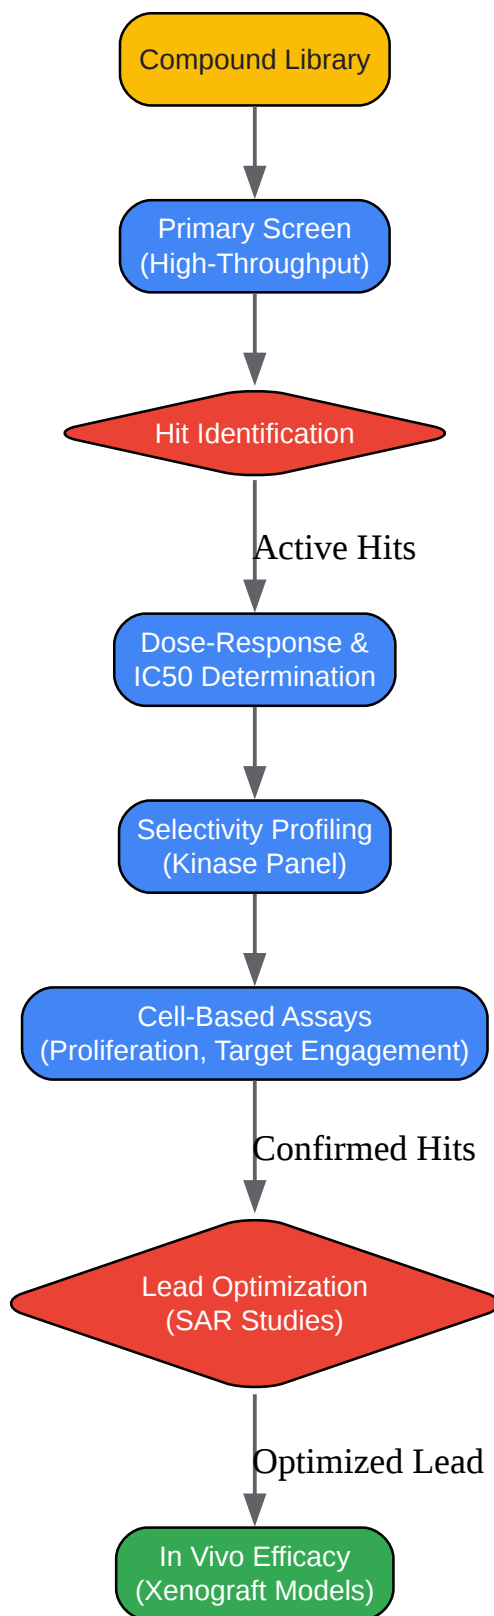 Compound Library
Primary Screen
(High-Throughput)
Hit Identification
Active Hits
Dose-Response &
IC50 Determination
Selectivity Profiling
(Kinase Panel)
Cell-Based Assays
(Proliferation, Target Engagement)
Confirmed Hits
Lead Optimization
(SAR Studies)
Optimized Lead
In Vivo Efficacy
(Xenograft Models)